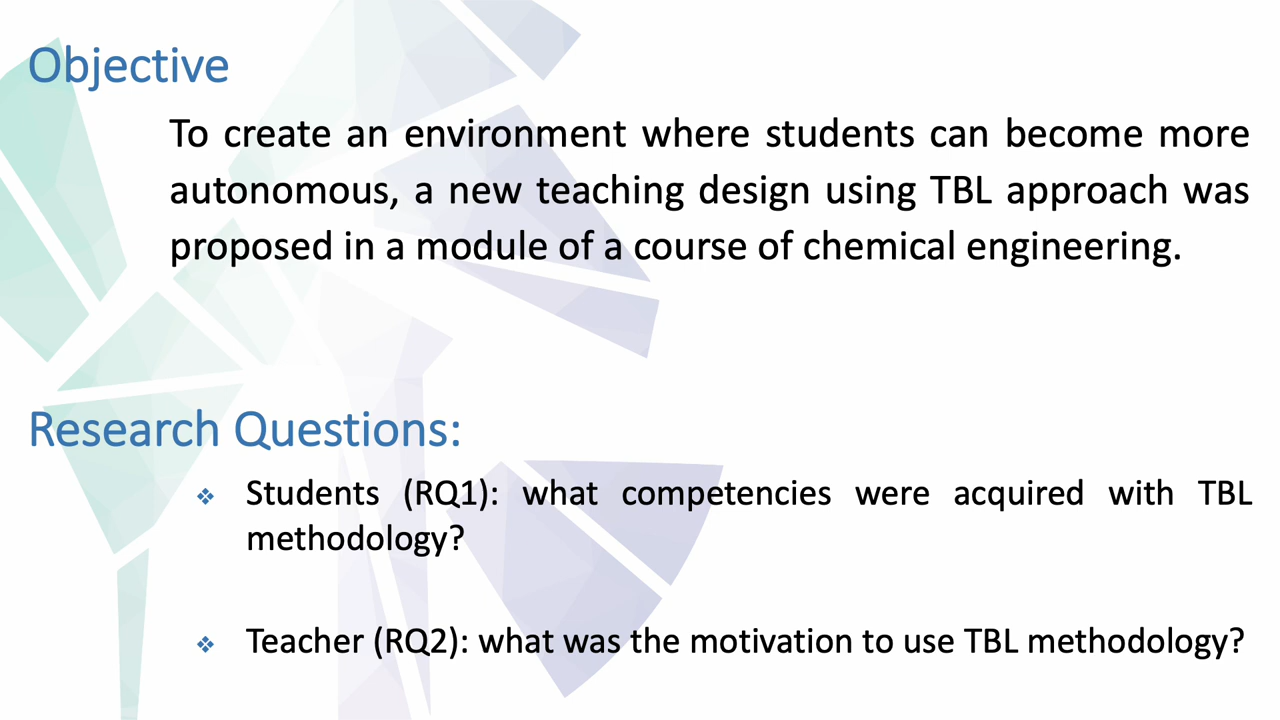 Objective
To create an environment where students can become more
autonomous, a new teaching design using TBL approach was
proposed in a module of a course of chemical engineering.
Research Questions:
❖ Students (RQ1): what competencies were acquired with TBL
methodology?
❖ Teacher (RQ2): what was the motivation to use TBL methodology?